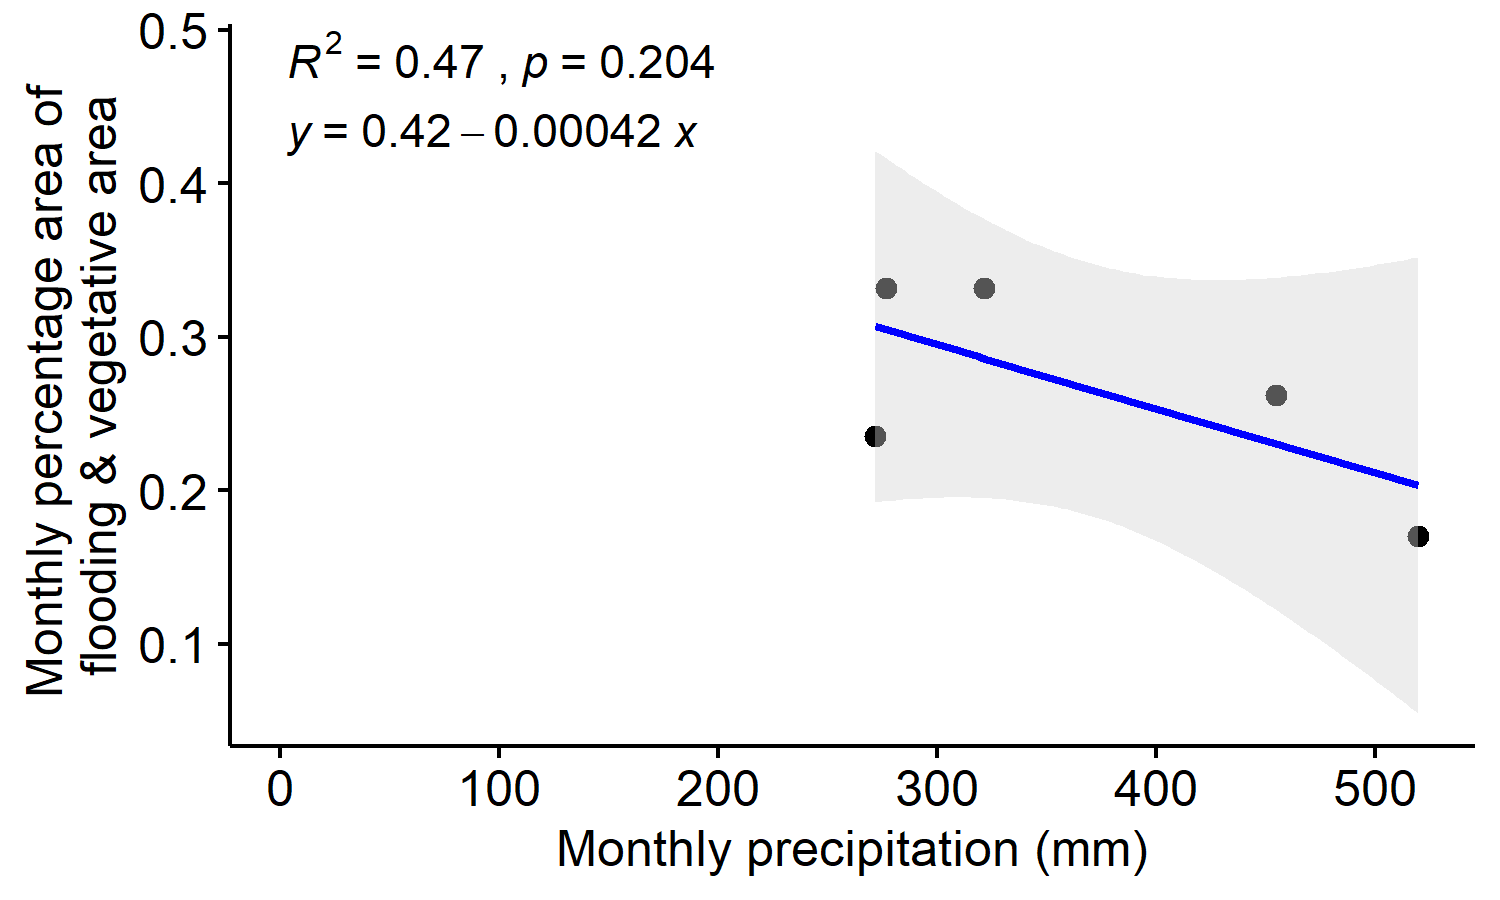 R² = 0.47 , p = 0.204
y = 0.42 – 0.00042 x
0.5
0.4
0.3
0.2
0.1
Monthly percentage area of
flooding & vegetative area
0 100 200 300 400 500
Monthly precipitation (mm)